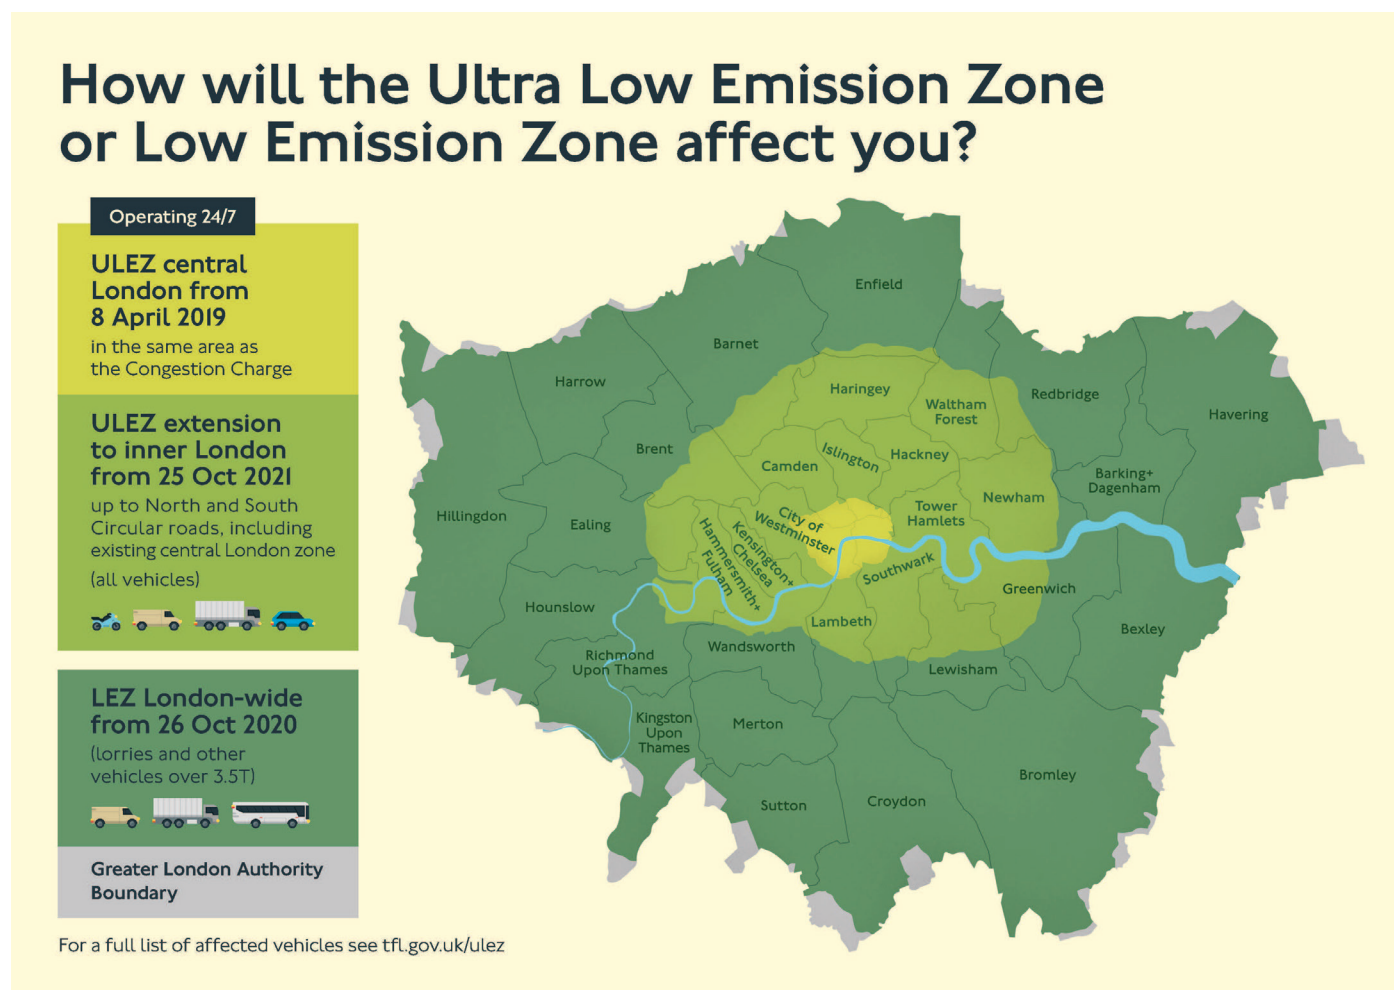 How will the Ultra Low Emission Zone
or Low Emission Zone affect you?
Operating 24/7
ULEZ central
London from
8 April 2019
in the same area as
the Congestion Charge
ULEZ extension
to inner London
from 25 Oct 2021
up to North and South
Circular roads, including
existing central London zone
(all vehicles)
LEZ London-wide
from 26 Oct 2020
(lorries and other
vehicles over 3.5T)
Greater London Authority
Boundary
For a full list of affected vehicles see tfl.gov.uk/ulez
Enfield
Barnet
Harrow
Haringey
Waltham
Forest
Redbridge
Havering
Brent
Camden
Islington
Hackney
Barking+
Dagenham
Hillingdon
Ealing
City of
Westminster
Tower
Hamlets
Newham
Kensington+
Chelsea
Hammersmith+
Fulham
Southwark
Greenwich
Hounslow
Lambeth
Bexley
Richmond
Upon Thames
Wandsworth
Lewisham
Kingston
Upon
Thames
Merton
Sutton
Croydon
Bromley